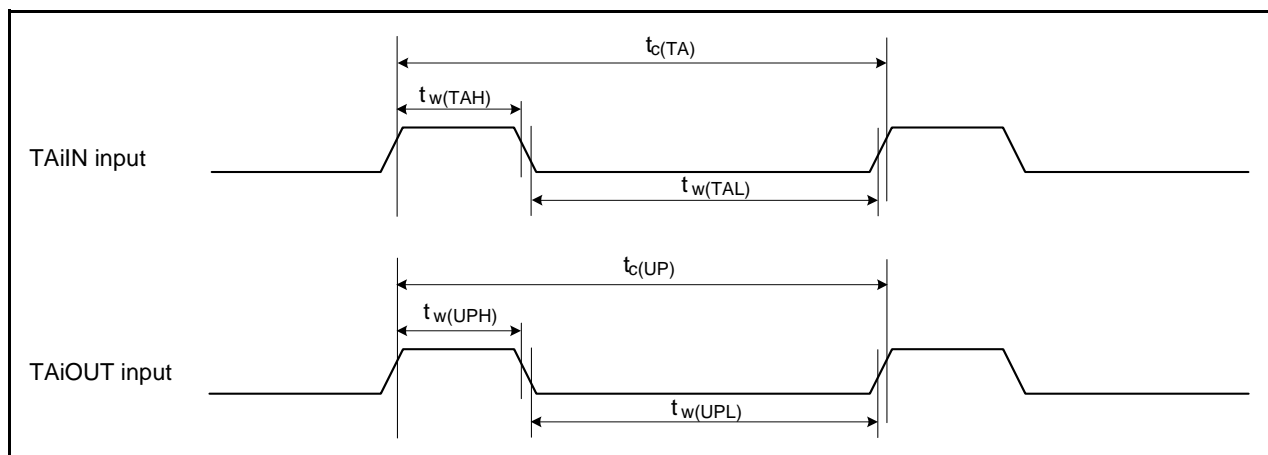 tc(TA)
tw(TAH)
TAiIN input
tw(TAL)
tc(UP)
tw(UPH)
TAiOUT input
tw(UPL)